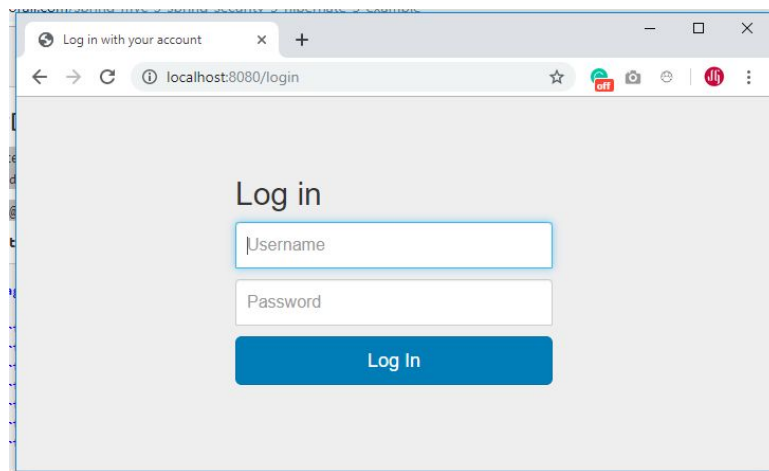 Log in with your account
localhost:8080/login
off
Log in
Username
Password
Log In